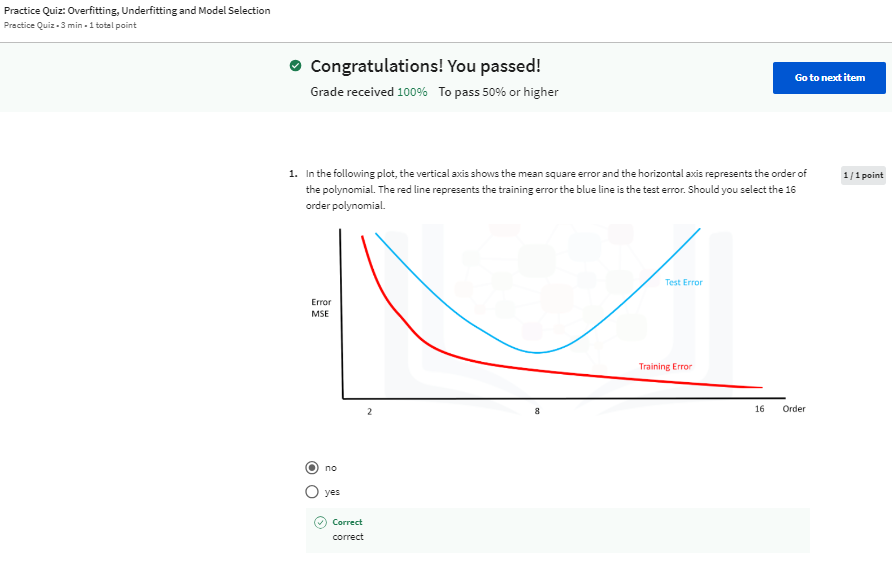 Practice Quiz: Overfitting, Underfitting and Model Selection
Practice Quiz • 3 min • 1 total point
Congratulations! You passed!
Grade received 100% To pass 50% or higher
Go to next item
1. In the following plot, the vertical axis shows the mean square error and the horizontal axis represents the order of
1 / 1 point
the polynomial. The red line represents the training error the blue line is the test error. Should you select the 16
order polynomial.
Test Error
Error
MSE
Training Error
2
8
16
Order
no
yes
Correct
correct